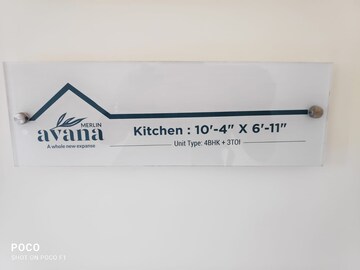 MERLIN
avana
A whole new expanse
Kitchen : 10'-4" X 6'-11"
Unit Type: 4BHK + 3TOI
POCO
SHOT ON POCO F1